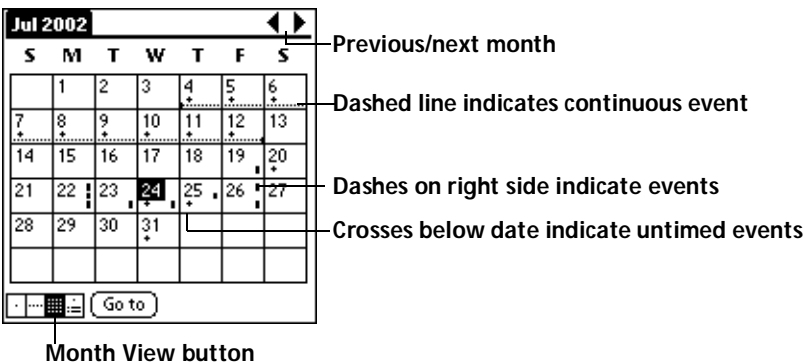 Jul 2002
Previous/next month
S M T W T F S
1 2 3 4 5 6
Dashed line indicates continuous event
7 8 9 10 11 12 13
14 15 16 17 18 19 20
21 22 23 24 25 26 27
Dashes on right side indicate events
28 29 30 31
Crosses below date indicate untimed events
Go to
Month View button